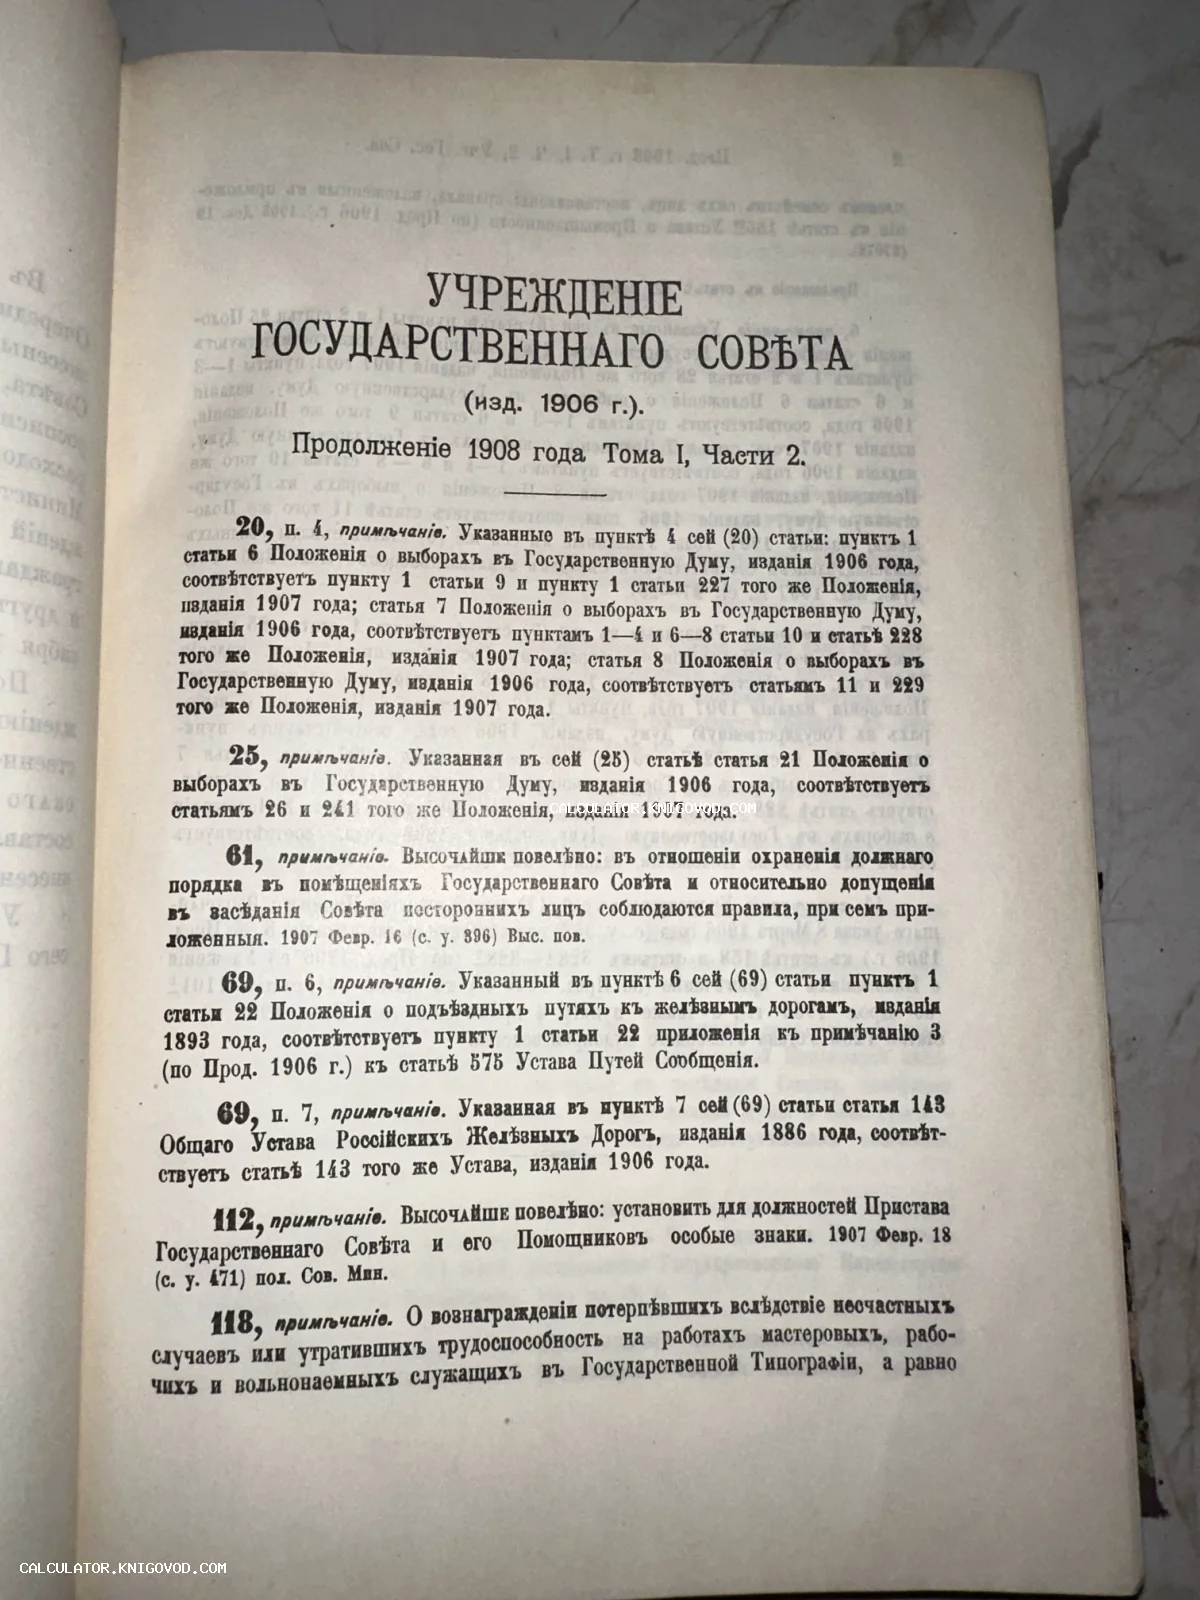 УЧРЕЖДЕНІЕ
ГОСУДАРСТВЕННАГО СОВѢТА
(изд. 1906 г.).
Продолженіе 1908 года Тома I, Части 2.
20, п. 4, примѣчаніе. Указанные въ пунктѣ 4 сей (20) статьи: пунктъ 1
статьи 6 Положенія о выборахъ въ Государственную Думу, изданія 1906 года,
соотвѣтствуетъ пункту 1 статьи 9 и пункту 1 статьи 227 того же Положенія,
изданія 1907 года; статья 7 Положенія о выборахъ въ Государственную Думу,
изданія 1906 года, соотвѣтствуетъ пунктамъ 1—4 и 6—8 статьи 10 и статьѣ 228
того же Положенія, изданія 1907 года; статья 8 Положенія о выборахъ въ
Государственную Думу, изданія 1906 года, соотвѣтствуетъ статьямъ 11 и 229
того же Положенія, изданія 1907 года.
25, примѣчаніе. Указанная въ сей (25) статьѣ статья 21 Положенія о
выборахъ въ Государственную Думу, изданія 1906 года, соотвѣтствуетъ
статьямъ 26 и 241 того же Положенія, изданія 1907 года.
CALCULATOR.KNIGOVOD.COM
61, примѣчаніе. Высочайше повелѣно: въ отношеніи охраненія должнаго
порядка въ помѣщеніяхъ Государственнаго Совѣта и относительно допущенія
въ засѣданія Совѣта постороннихъ лицъ соблюдаются правила, при семъ при-
ложенныя. 1907 Февр. 16 (с. у. 396) Выс. пов.
69, п. 6, примѣчаніе. Указанный въ пунктѣ 6 сей (69) статьи пунктъ 1
статьи 22 Положенія о подъѣздныхъ путяхъ къ желѣзнымъ дорогамъ, изданія
1893 года, соотвѣтствуетъ пункту 1 статьи 22 приложенія къ примѣчанію 3
(по Прод. 1906 г.) къ статьѣ 575 Устава Путей Сообщенія.
69, п. 7, примѣчаніе. Указанная въ пунктѣ 7 сей (69) статьи статья 143
Общаго Устава Россійскихъ Желѣзныхъ Дорогъ, изданія 1886 года, соотвѣт-
ствуетъ статьѣ 143 того же Устава, изданія 1906 года.
112, примѣчаніе. Высочайше повелѣно: установить для должностей Пристава
Государственнаго Совѣта и его Помощниковъ особые знаки. 1907 Февр. 18
(с. у. 471) пол. Сов. Мин.
118, примѣчаніе. О вознагражденіи потерпѣвшихъ вслѣдствіе несчастныхъ
случаевъ или утратившихъ трудоспособность на работахъ мастеровыхъ, рабо-
чихъ и вольнонаемныхъ служащихъ въ Государственной Типографіи, а равно
CALCULATOR.KNIGOVOD.COM